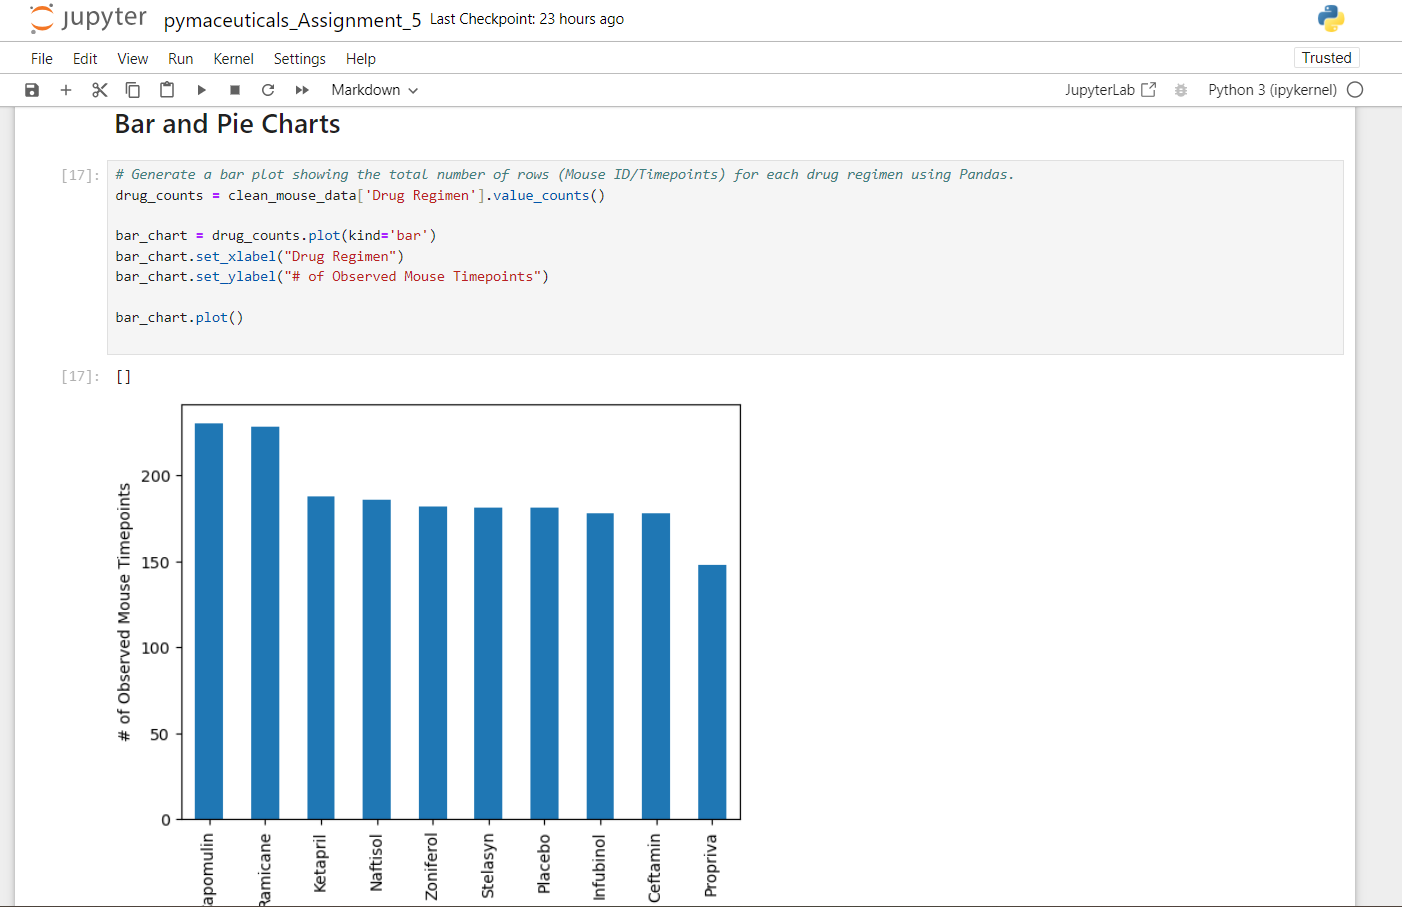 jupyter pymaceuticals_Assignment_5 Last Checkpoint: 23 hours ago
File Edit View Run Kernel Settings Help Trusted
Markdown JupyterLab Python 3 (ipykernel)
Bar and Pie Charts
[17]: # Generate a bar plot showing the total number of rows (Mouse ID/Timepoints) for each drug regimen using Pandas.
drug_counts = clean_mouse_data['Drug Regimen'].value_counts()
bar_chart = drug_counts.plot(kind='bar')
bar_chart.set_xlabel("Drug Regimen")
bar_chart.set_ylabel("# of Observed Mouse Timepoints")
bar_chart.plot()
[17]: []
# of Observed Mouse Timepoints
200
150
100
50
0
apomulin
Ramicane
Ketapril
Naftisol
Zoniferol
Stelasyn
Placebo
Infubinol
Ceftamin
Propriva